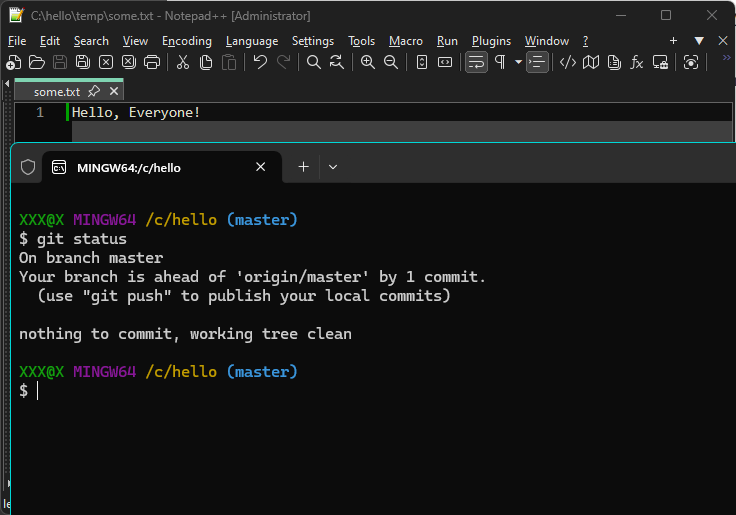 C:\hello\temp\some.txt - Notepad++ [Administrator]
File Edit Search View Encoding Language Settings Tools Macro Run Plugins Window ?
some.txt
1 Hello, Everyone!
MINGW64:/c/hello
XXX@X MINGW64 /c/hello (master)
$ git status
On branch master
Your branch is ahead of 'origin/master' by 1 commit.
(use "git push" to publish your local commits)
nothing to commit, working tree clean
XXX@X MINGW64 /c/hello (master)
$